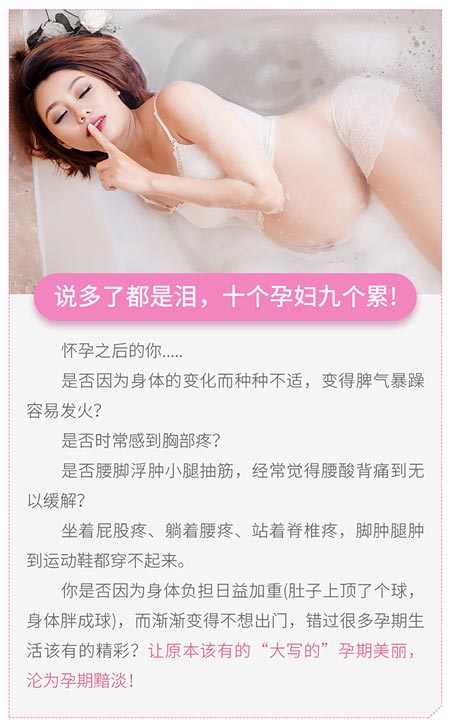 说多了都是泪，十个孕妇九个累！
怀孕之后的你.....
是否因为身体的变化而种种不适，变得脾气暴躁
容易发火？
是否时常感到胸部疼？
是否腰脚浮肿小腿抽筋，经常觉得腰酸背痛到无
以缓解？
坐着屁股疼、躺着腰疼、站着脊椎疼，脚肿腿肿
到运动鞋都穿不起来。
你是否因为身体负担日益加重(肚子上顶了个球，
身体胖成球)，而渐渐变得不想出门，错过很多孕期生
活该有的精彩？让原本该有的“大写的”孕期美丽，
沦为孕期黯淡！